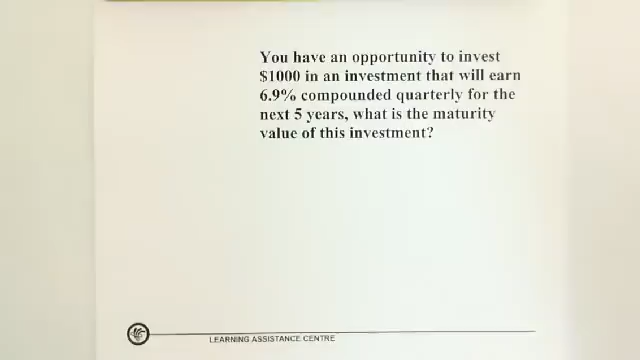 You have an opportunity to invest
$1000 in an investment that will earn
6.9% compounded quarterly for the
next 5 years, what is the maturity
value of this investment?
LEARNING ASSISTANCE CENTRE